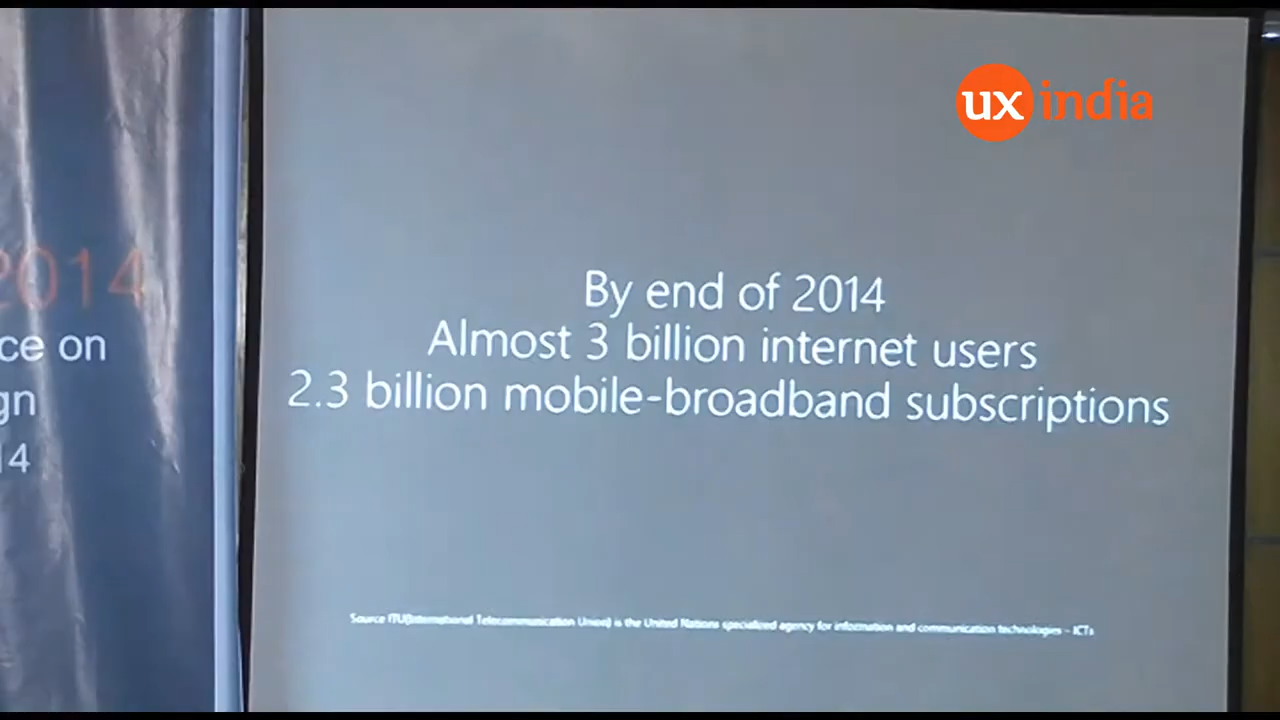 ux india
2014
ce on
gn
14
By end of 2014
Almost 3 billion internet users
2.3 billion mobile-broadband subscriptions
Source ITU(International Telecommunication Union) is the United Nations specialized agency for information and communication technologies – ICTs